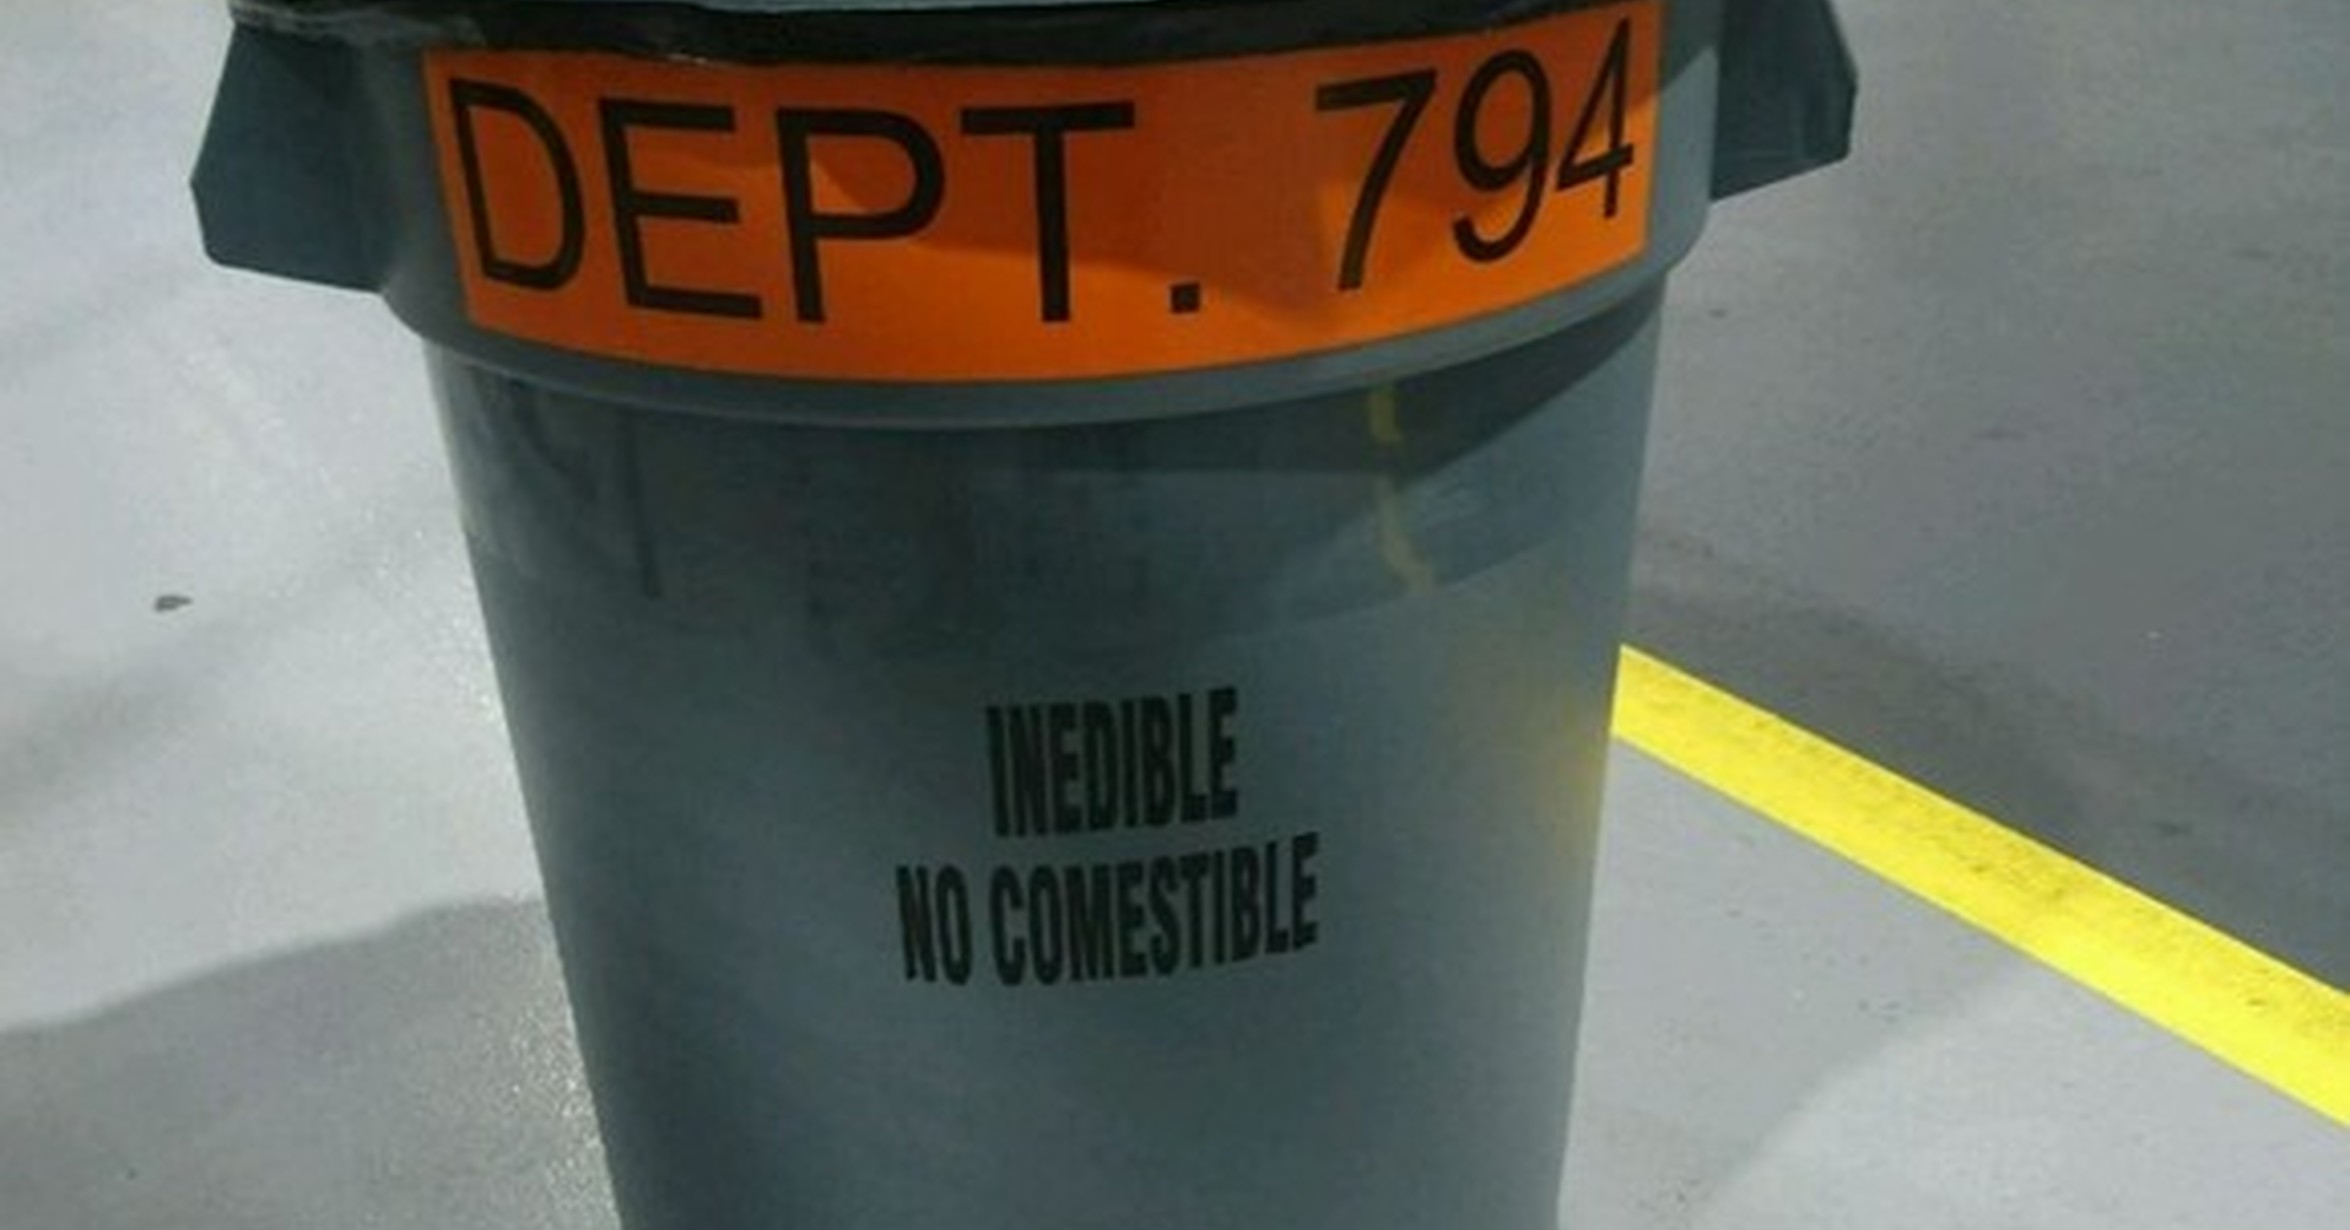 DEPT. 794
INEDIBLE
NO COMESTIBLE